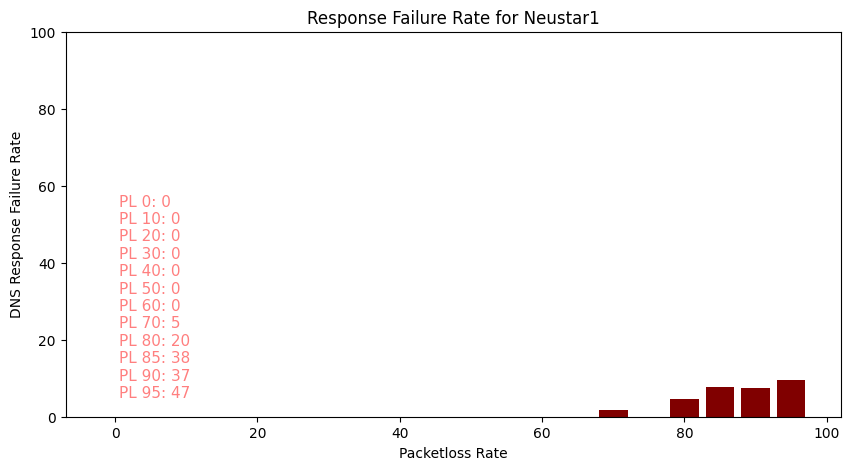 Response Failure Rate for Neustar1
100
80
60
40
20
0
DNS Response Failure Rate
PL 0: 0
PL 10: 0
PL 20: 0
PL 30: 0
PL 40: 0
PL 50: 0
PL 60: 0
PL 70: 5
PL 80: 20
PL 85: 38
PL 90: 37
PL 95: 47
0 20 40 60 80 100
Packetloss Rate